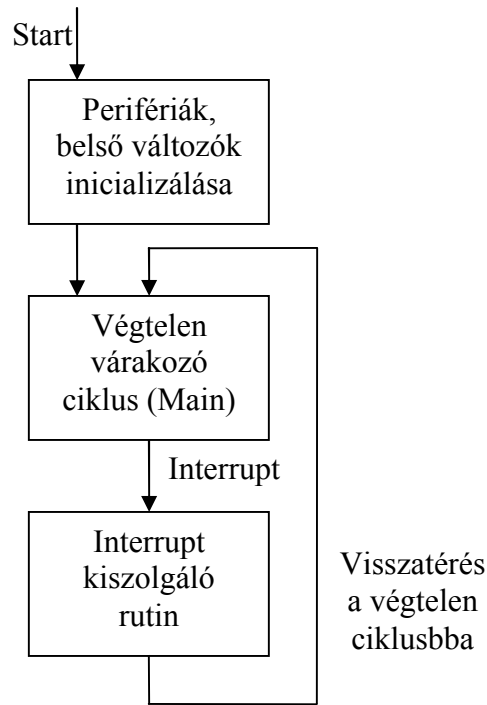 Start
Perifériák,
belső változók
inicializálása
Végtelen
várakozó
ciklus (Main)
Interrupt
Interrupt
kiszolgáló
rutin
Visszatérés
a végtelen
ciklusbba